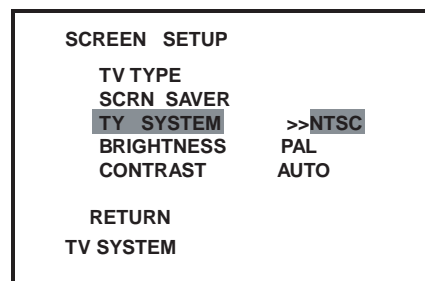 SCREEN SETUP
TV TYPE
SCRN SAVER
TY SYSTEM >>NTSC
BRIGHTNESS PAL
CONTRAST AUTO
RETURN
TV SYSTEM